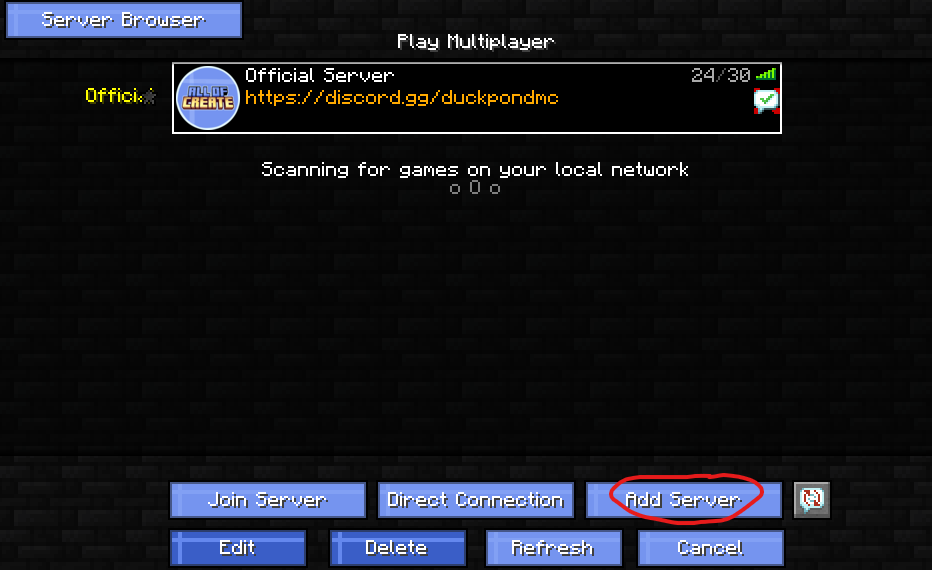 Server Browser
Play Multiplayer
Official Server
24/30
https://discord.gg/duckpondmc
ALL OF
CREATE
Scanning for games on your local network
o O o
Join Server
Direct Connection
Add Server
Edit
Delete
Refresh
Cancel